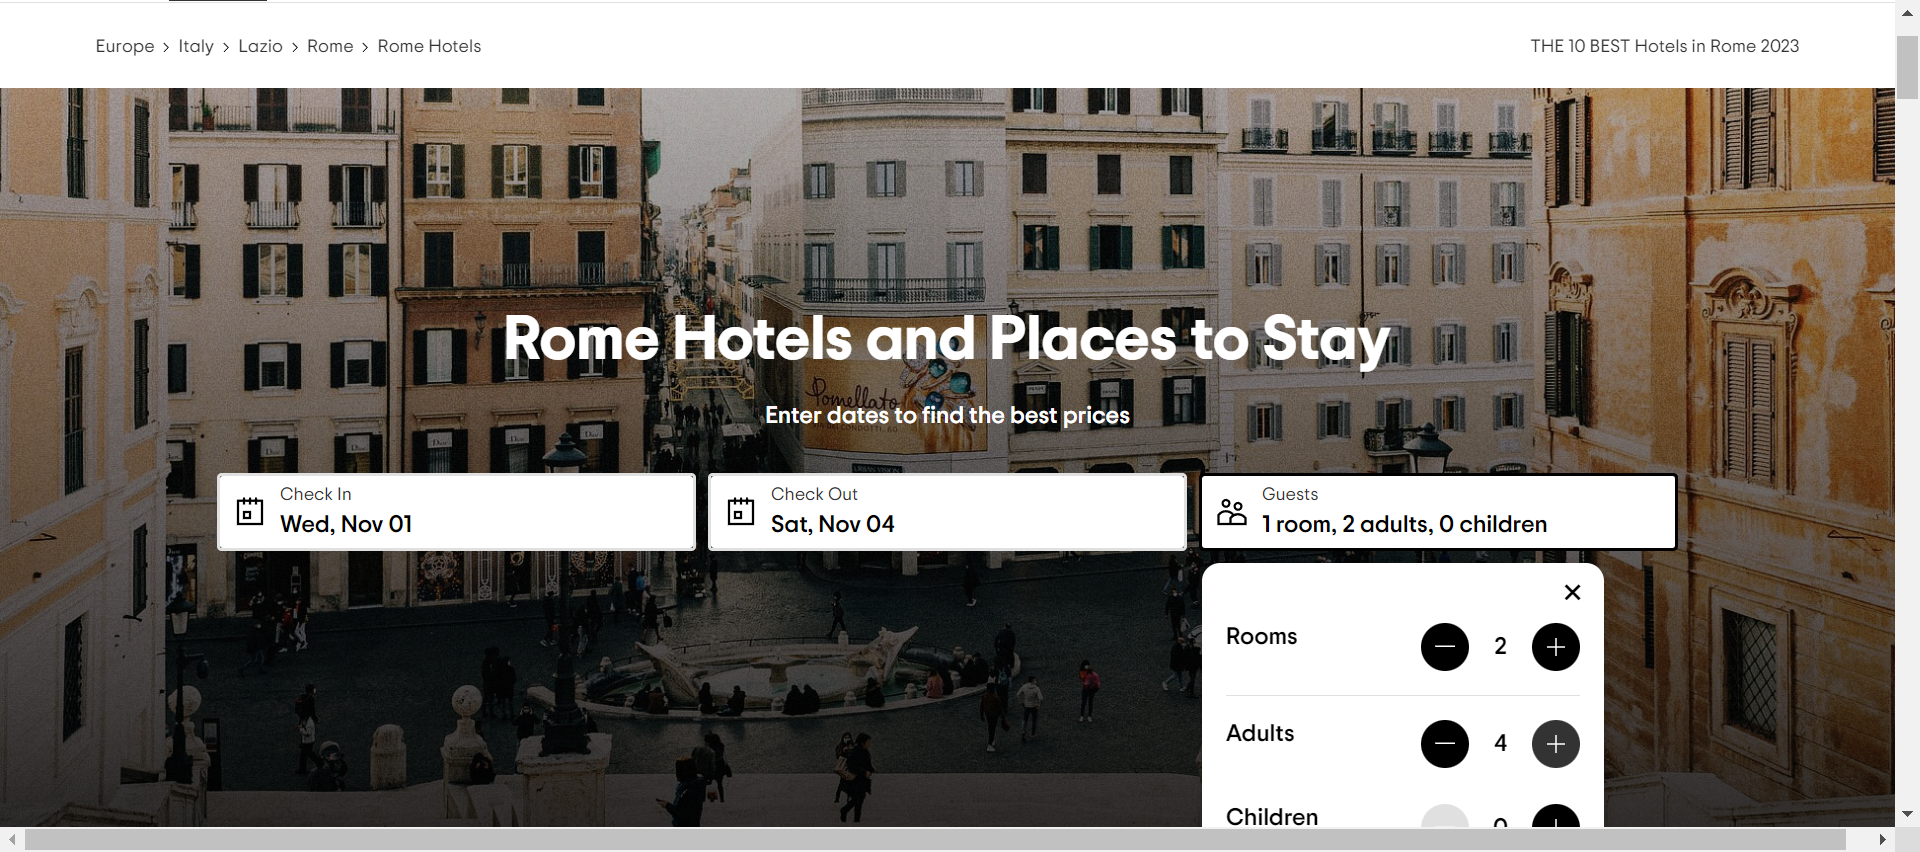 Europe > Italy > Lazio > Rome > Rome Hotels
THE 10 BEST Hotels in Rome 2023
Rome Hotels and Places to Stay
Pomellato
Enter dates to find the best prices
Check In
Wed, Nov 01
Check Out
Sat, Nov 04
Guests
1 room, 2 adults, 0 children
Rooms
2
Adults
4
Children
0